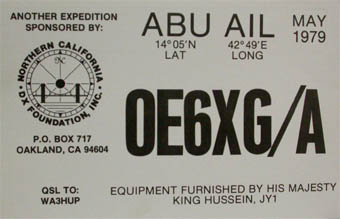 ANOTHER EXPEDITION
SPONSORED BY:
NORTHERN CALIFORNIA
DX FOUNDATION, INC.
P.O. BOX 717
OAKLAND, CA 94604
QSL TO:
WA3HUP
ABU AIL
14°05'N 42°49'E
LAT LONG
MAY
1979
OE6XG/A
EQUIPMENT FURNISHED BY HIS MAJESTY
KING HUSSEIN, JY1